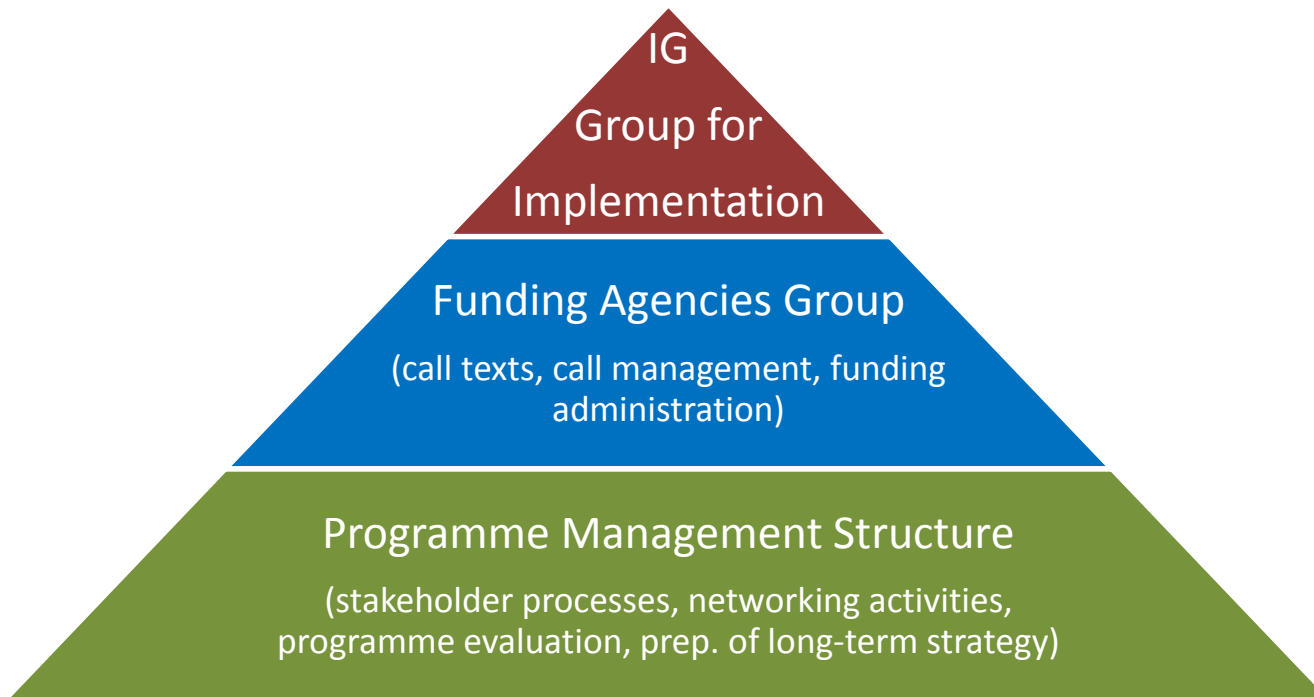 IG
Group for
Implementation
Funding Agencies Group
(call texts, call management, funding
administration)
Programme Management Structure
(stakeholder processes, networking activities,
programme evaluation, prep. of long-term strategy)